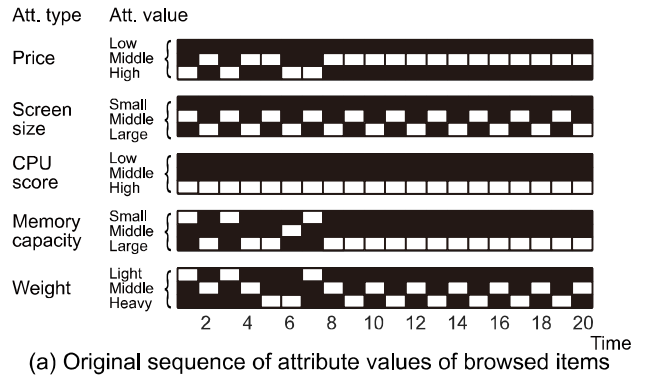 Att. type Att. value
Price
Low
Middle
High
Screen
size
Small
Middle
Large
CPU
score
Low
Middle
High
Memory
capacity
Small
Middle
Large
Weight
Light
Middle
Heavy
2 4 6 8 10 12 14 16 18 20
Time
(a) Original sequence of attribute values of browsed items